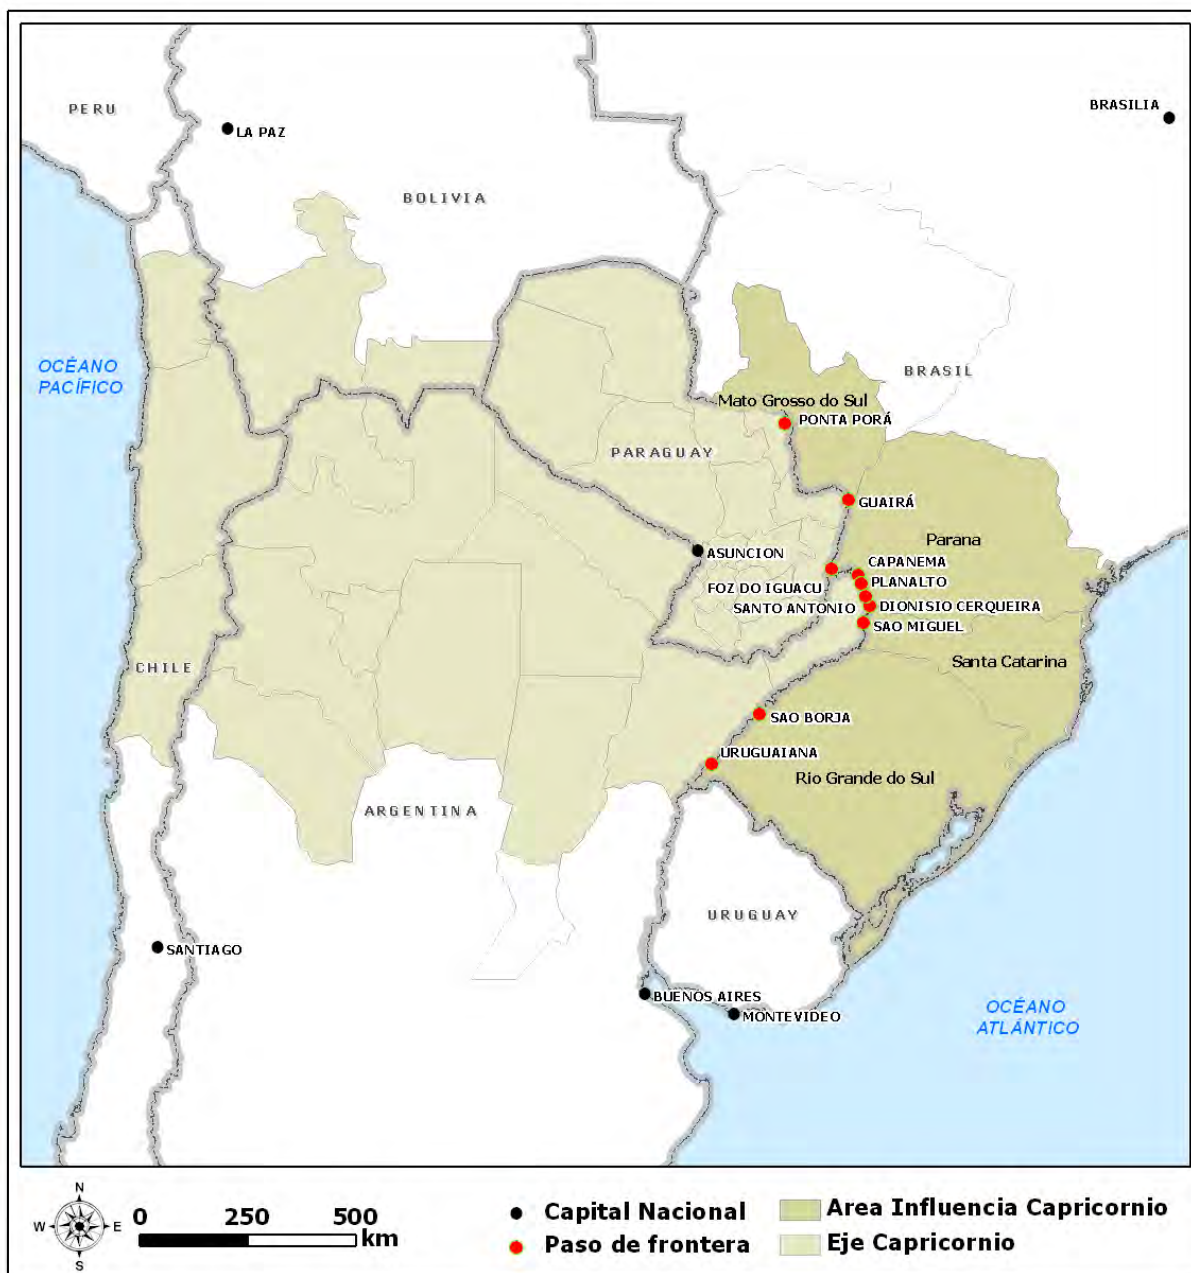 PERU
BRASILIA
LA PAZ
BOLIVIA
OCÉANO
PACÍFICO
BRASIL
Mato Grosso do Sul
PONTA PORÁ
PARAGUAY
GUAIRÁ
Parana
ASUNCION
CAPANEMA
FOZ DO IGUACU
PLANALTO
SANTO ANTONIO
DIONISIO CERQUEIRA
SAO MIGUEL
CHILE
Santa Catarina
SAO BORJA
URUGUAIANA
Rio Grande do Sul
ARGENTINA
URUGUAY
SANTIAGO
BUENOS AIRES
MONTEVIDEO
OCÉANO
ATLÁNTICO
N
W
E
S
0 250 500
km
Capital Nacional
Paso de frontera
Area Influencia Capricornio
Eje Capricornio